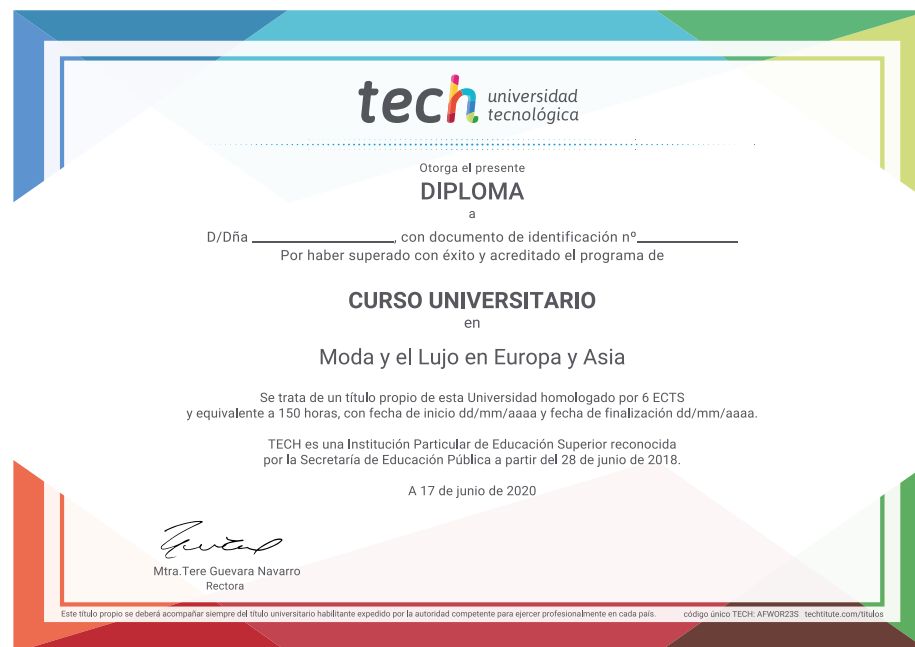 tech universidad
tecnológica
Otorga el presente
DIPLOMA
a
D/Dña ____________, con documento de identificación nº____________
Por haber superado con éxito y acreditado el programa de
CURSO UNIVERSITARIO
en
Moda y el Lujo en Europa y Asia
Se trata de un título propio de esta Universidad homologado por 6 ECTS
y equivalente a 150 horas, con fecha de inicio dd/mm/aaaa y fecha de finalización dd/mm/aaaa.
TECH es una Institución Particular de Educación Superior reconocida
por la Secretaría de Educación Pública a partir del 28 de junio de 2018.
A 17 de junio de 2020
Mtra.Tere Guevara Navarro
Rectora
Este título propio se deberá acompañar siempre del título universitario habilitante expedido por la autoridad competente para ejercer profesionalmente en cada país. código único TECH: AFWOR23S techtitute.com/titulos